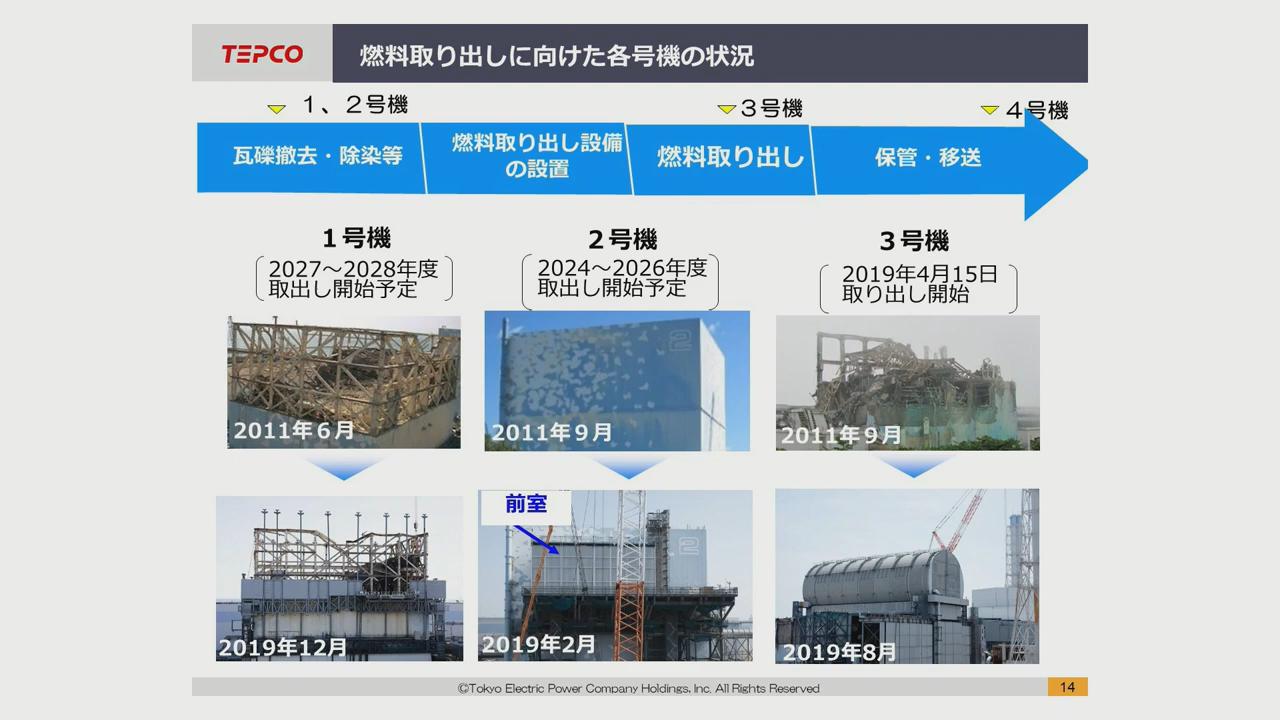 TEPCO
燃料取り出しに向けた各号機の状況
１、２号機
３号機
４号機
瓦礫撤去・除染等
燃料取り出し設備
の設置
燃料取り出し
保管・移送
１号機
2027～2028年度
取出し開始予定
２号機
2024～2026年度
取出し開始予定
３号機
2019年4月15日
取り出し開始
2
2011年６月
2011年９月
2011年９月
前室
2
2019年12月
2019年2月
2019年8月
©Tokyo Electric Power Company Holdings, Inc. All Rights Reserved
14